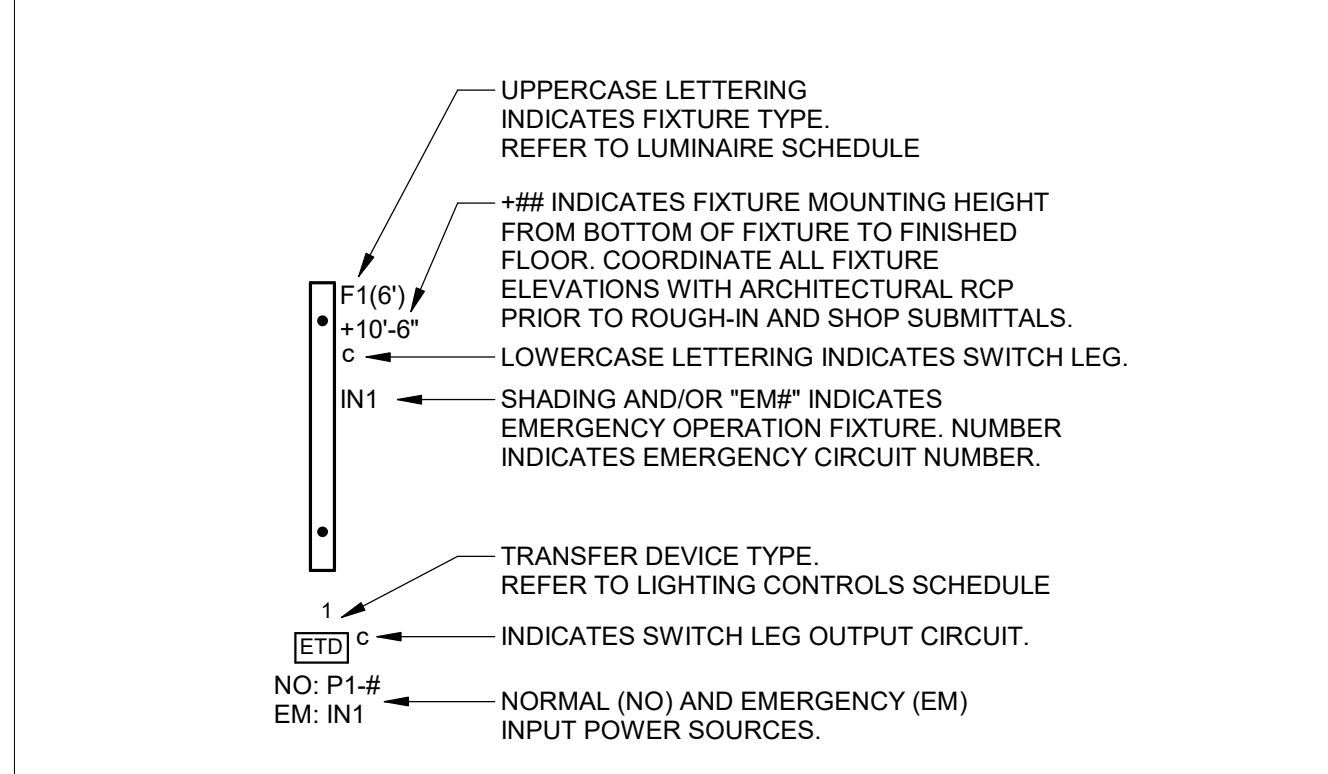 UPPERCASE LETTERING
INDICATES FIXTURE TYPE.
REFER TO LUMINAIRE SCHEDULE
+## INDICATES FIXTURE MOUNTING HEIGHT
FROM BOTTOM OF FIXTURE TO FINISHED
FLOOR. COORDINATE ALL FIXTURE
ELEVATIONS WITH ARCHITECTURAL RCP
PRIOR TO ROUGH-IN AND SHOP SUBMITTALS.
F1(6')
+10'-6"
c
LOWERCASE LETTERING INDICATES SWITCH LEG.
IN1
SHADING AND/OR "EM#" INDICATES
EMERGENCY OPERATION FIXTURE. NUMBER
INDICATES EMERGENCY CIRCUIT NUMBER.
TRANSFER DEVICE TYPE.
REFER TO LIGHTING CONTROLS SCHEDULE
1
ETD c
INDICATES SWITCH LEG OUTPUT CIRCUIT.
NO: P1-#
EM: IN1
NORMAL (NO) AND EMERGENCY (EM)
INPUT POWER SOURCES.